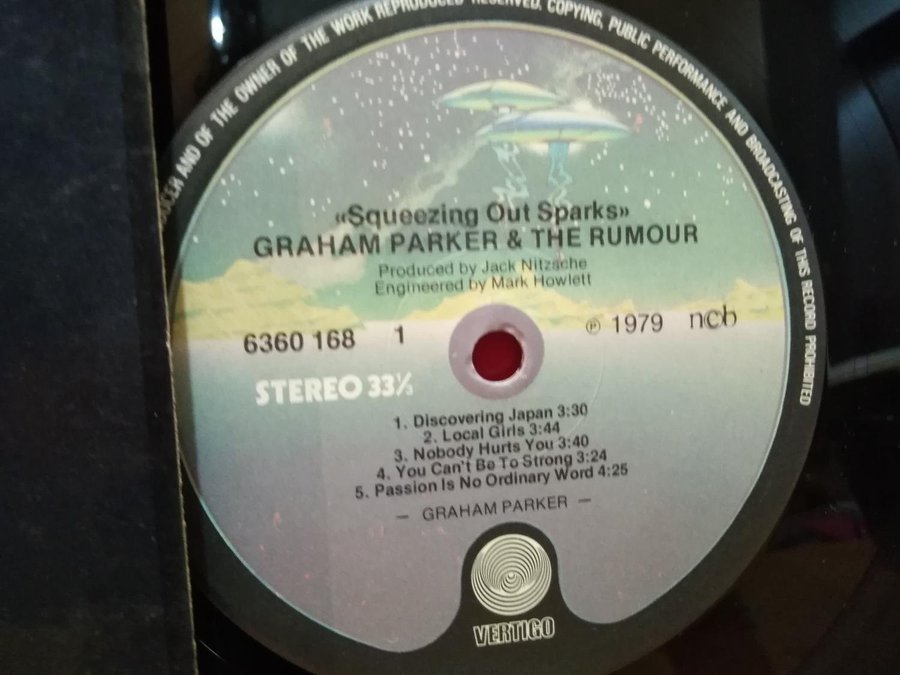 CER AND OF THE OWNER OF THE WORK REPRODUCED RESERVED. COPYING, PUBLIC PERFORMANCE AND BROADCASTING OF THIS RECORD PROHIBITED
«Squeezing Out Sparks»
GRAHAM PARKER & THE RUMOUR
Produced by Jack Nitzsche
Engineered by Mark Howlett
6360 168 1 ℗ 1979 ncb
STEREO 33⅓
1. Discovering Japan 3:30
2. Local Girls 3:44
3. Nobody Hurts You 3:40
4. You Can't Be To Strong 3:24
5. Passion Is No Ordinary Word 4:25
— GRAHAM PARKER —
VERTIGO